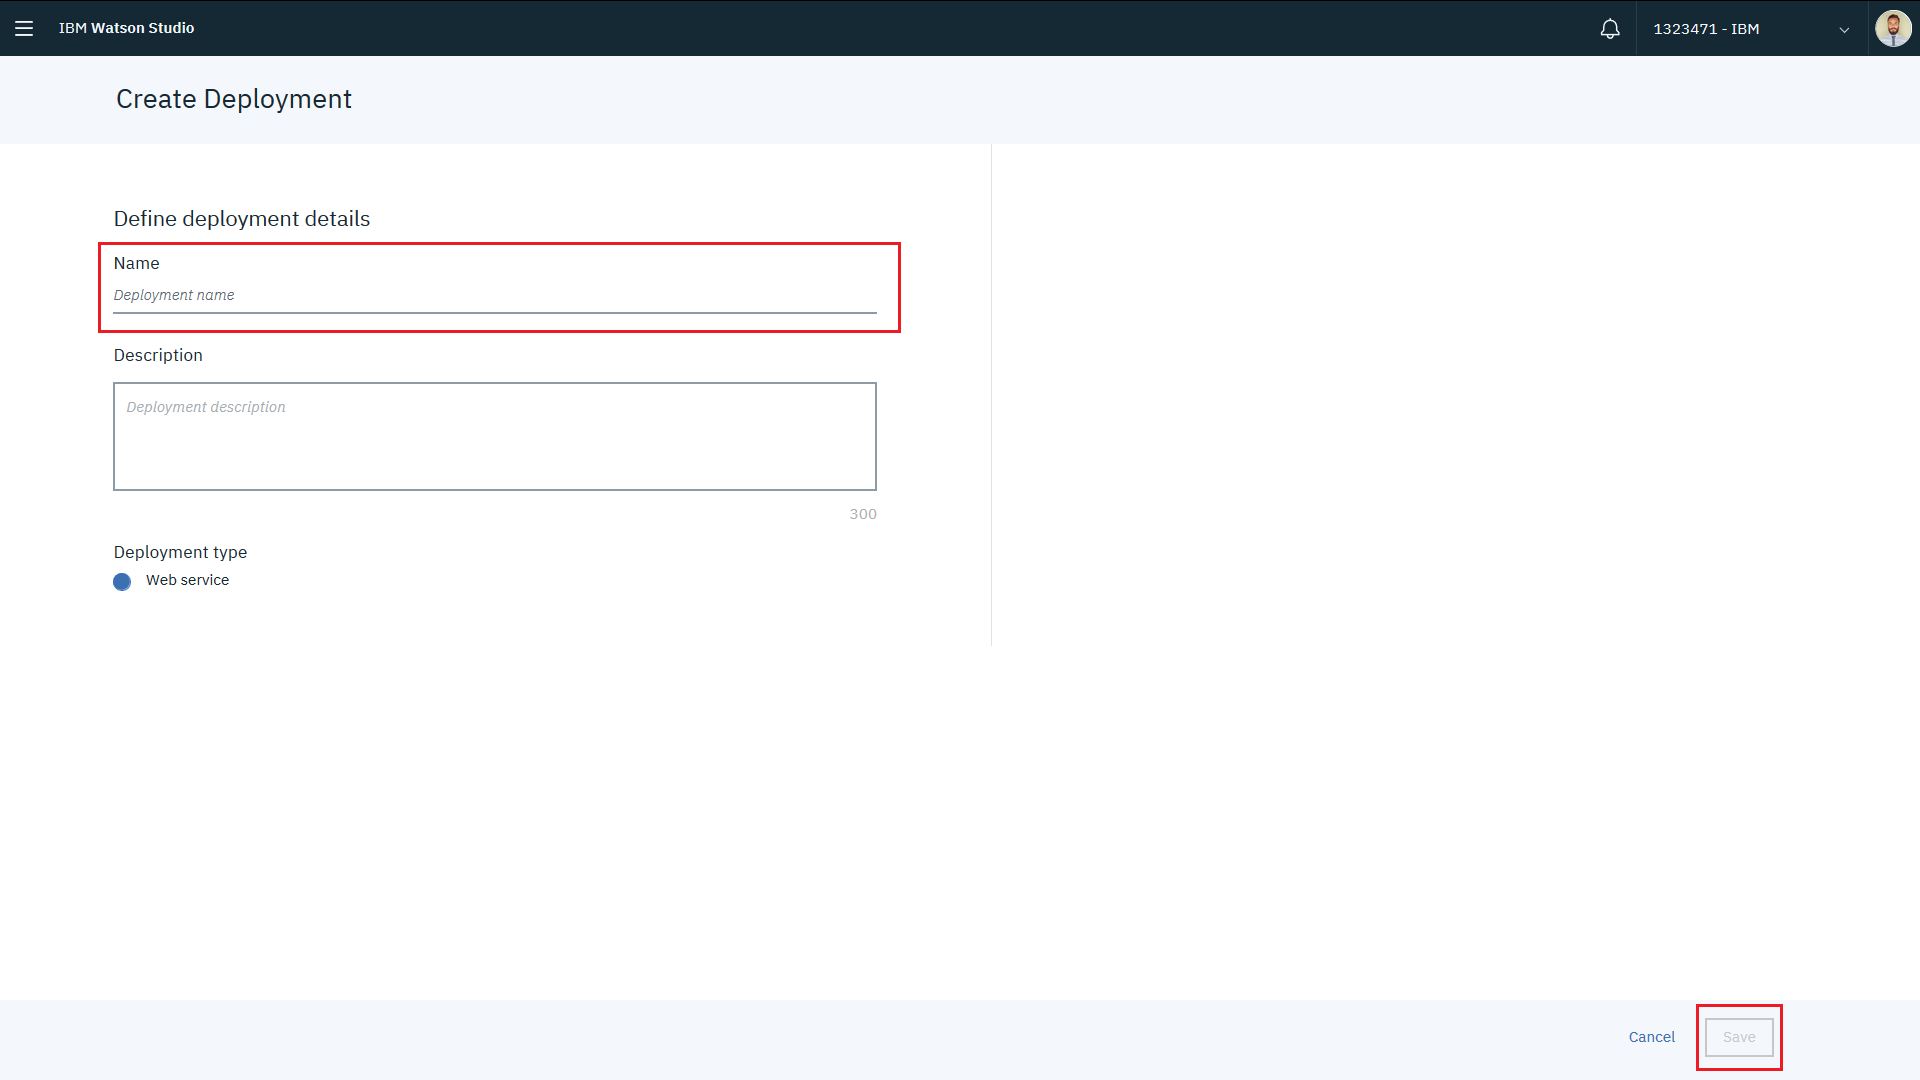 IBM Watson Studio
1323471 - IBM
Create Deployment
Define deployment details
Name
Deployment name
Description
Deployment description
300
Deployment type
Web service
Cancel
Save